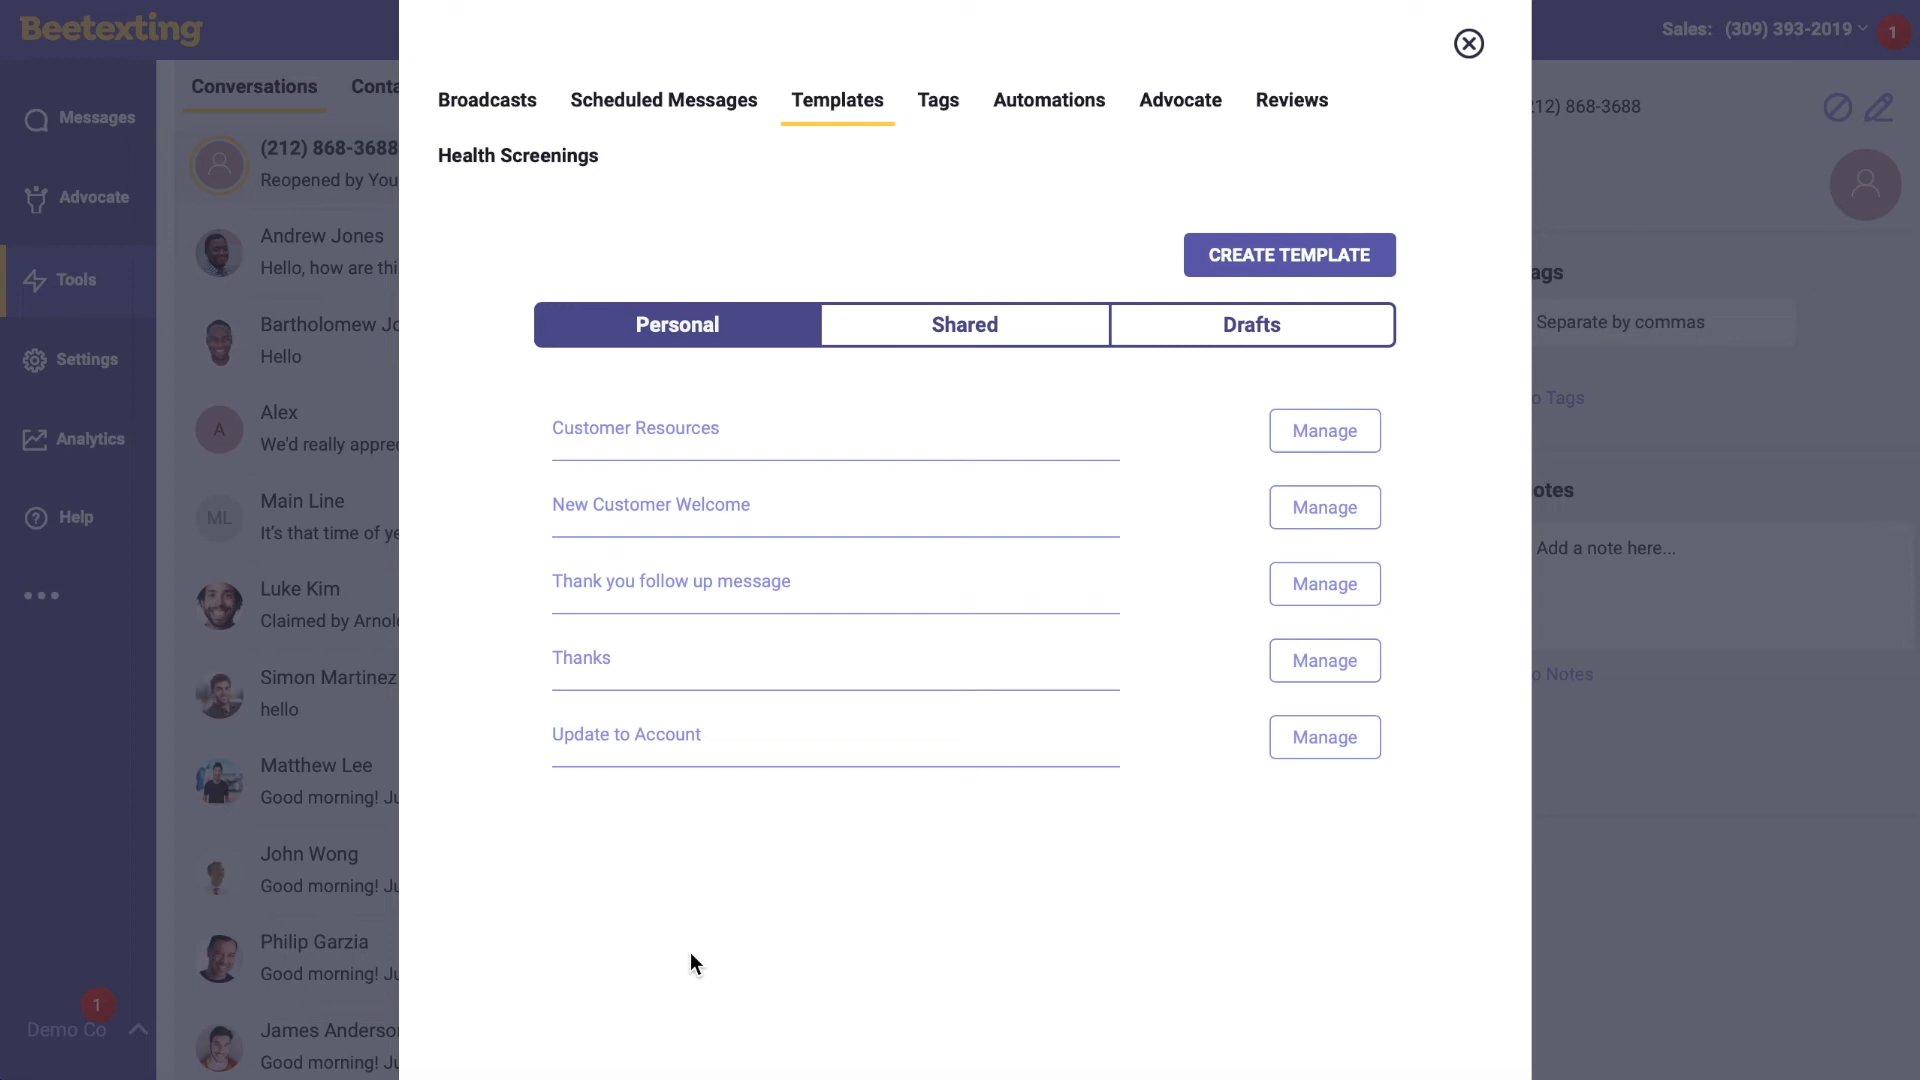 Beetexting
Sales: (309) 393-2019
1
Messages
Advocate
Tools
Settings
Analytics
Help
1
Demo Co
Conversations
(212) 868-3688
Reopened by You
Andrew Jones
Hello, how are thi
Bartholomew Jo
Hello
A
Alex
We'd really appre
ML
Main Line
It's that time of ye
Luke Kim
Claimed by Arnol
Simon Martinez
hello
Matthew Lee
Good morning! Ju
John Wong
Good morning! Ju
Philip Garzia
Good morning! Ju
James Anderso
Good morning! Ju
Broadcasts Scheduled Messages Templates Tags Automations Advocate Reviews
Health Screenings
CREATE TEMPLATE
Personal Shared Drafts
Customer Resources Manage
New Customer Welcome Manage
Thank you follow up message Manage
Thanks Manage
Update to Account Manage
12) 868-3688
ags
Separate by commas
o Tags
otes
Add a note here...
o Notes